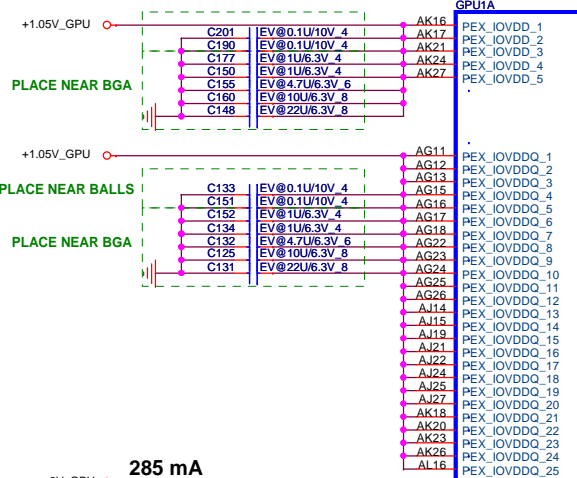 GPU1A
+1.05V_GPU
AK16 PEX_IOVDD_1
AK17 PEX_IOVDD_2
AK21 PEX_IOVDD_3
AK24 PEX_IOVDD_4
AK27 PEX_IOVDD_5
C201 EV@0.1U/10V_4
C190 EV@0.1U/10V_4
C177 EV@1U/6.3V_4
C150 EV@1U/6.3V_4
C155 EV@4.7U/6.3V_6
C160 EV@10U/6.3V_8
C148 EV@22U/6.3V_8
PLACE NEAR BGA
+1.05V_GPU
PLACE NEAR BALLS
C133 EV@0.1U/10V_4
C151 EV@0.1U/10V_4
C152 EV@1U/6.3V_4
C134 EV@1U/6.3V_4
C132 EV@4.7U/6.3V_6
C125 EV@10U/6.3V_8
C131 EV@22U/6.3V_8
PLACE NEAR BGA
AG11 PEX_IOVDDQ_1
AG12 PEX_IOVDDQ_2
AG13 PEX_IOVDDQ_3
AG15 PEX_IOVDDQ_4
AG16 PEX_IOVDDQ_5
AG17 PEX_IOVDDQ_6
AG18 PEX_IOVDDQ_7
AG22 PEX_IOVDDQ_8
AG23 PEX_IOVDDQ_9
AG24 PEX_IOVDDQ_10
AG25 PEX_IOVDDQ_11
AG26 PEX_IOVDDQ_12
AJ14 PEX_IOVDDQ_13
AJ15 PEX_IOVDDQ_14
AJ19 PEX_IOVDDQ_15
AJ21 PEX_IOVDDQ_16
AJ22 PEX_IOVDDQ_17
AJ24 PEX_IOVDDQ_18
AJ25 PEX_IOVDDQ_19
AJ27 PEX_IOVDDQ_20
AK18 PEX_IOVDDQ_21
AK20 PEX_IOVDDQ_22
AK23 PEX_IOVDDQ_23
AK26 PEX_IOVDDQ_24
AL16 PEX_IOVDDQ_25
285 mA